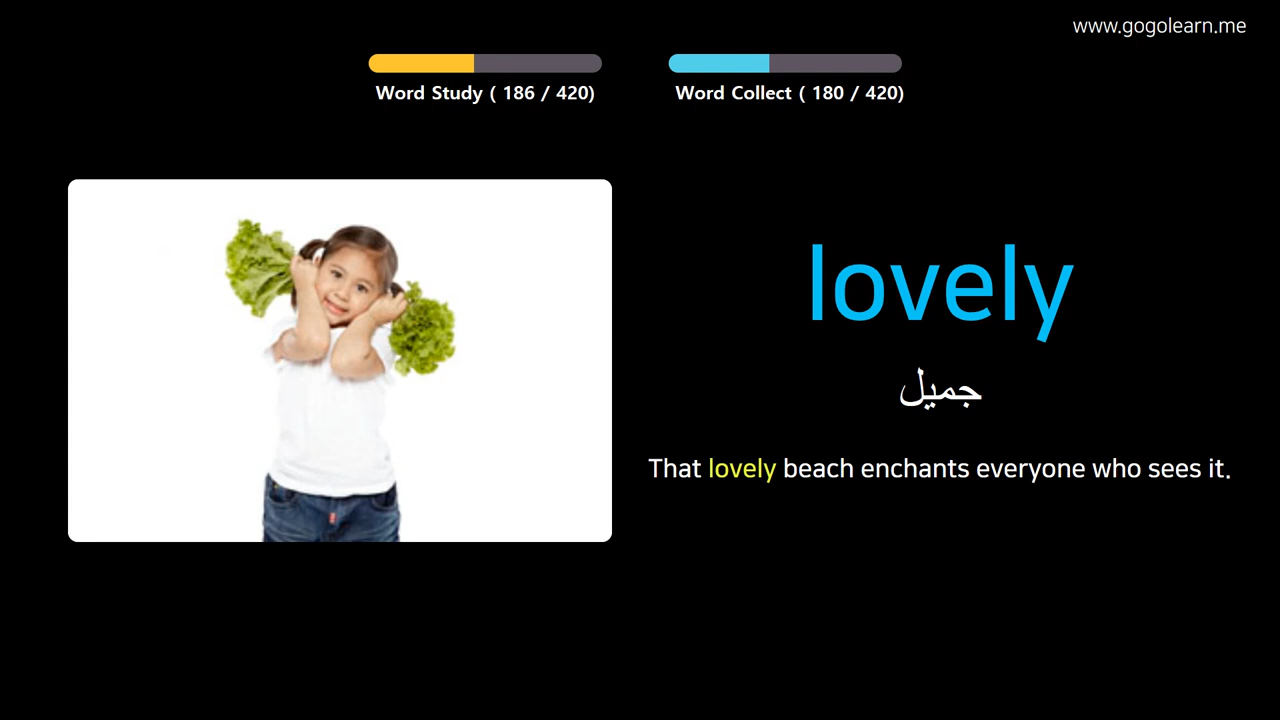 www.gogolearn.me
Word Study ( 186 / 420)
Word Collect ( 180 / 420)
lovely
جميل
That lovely beach enchants everyone who sees it.